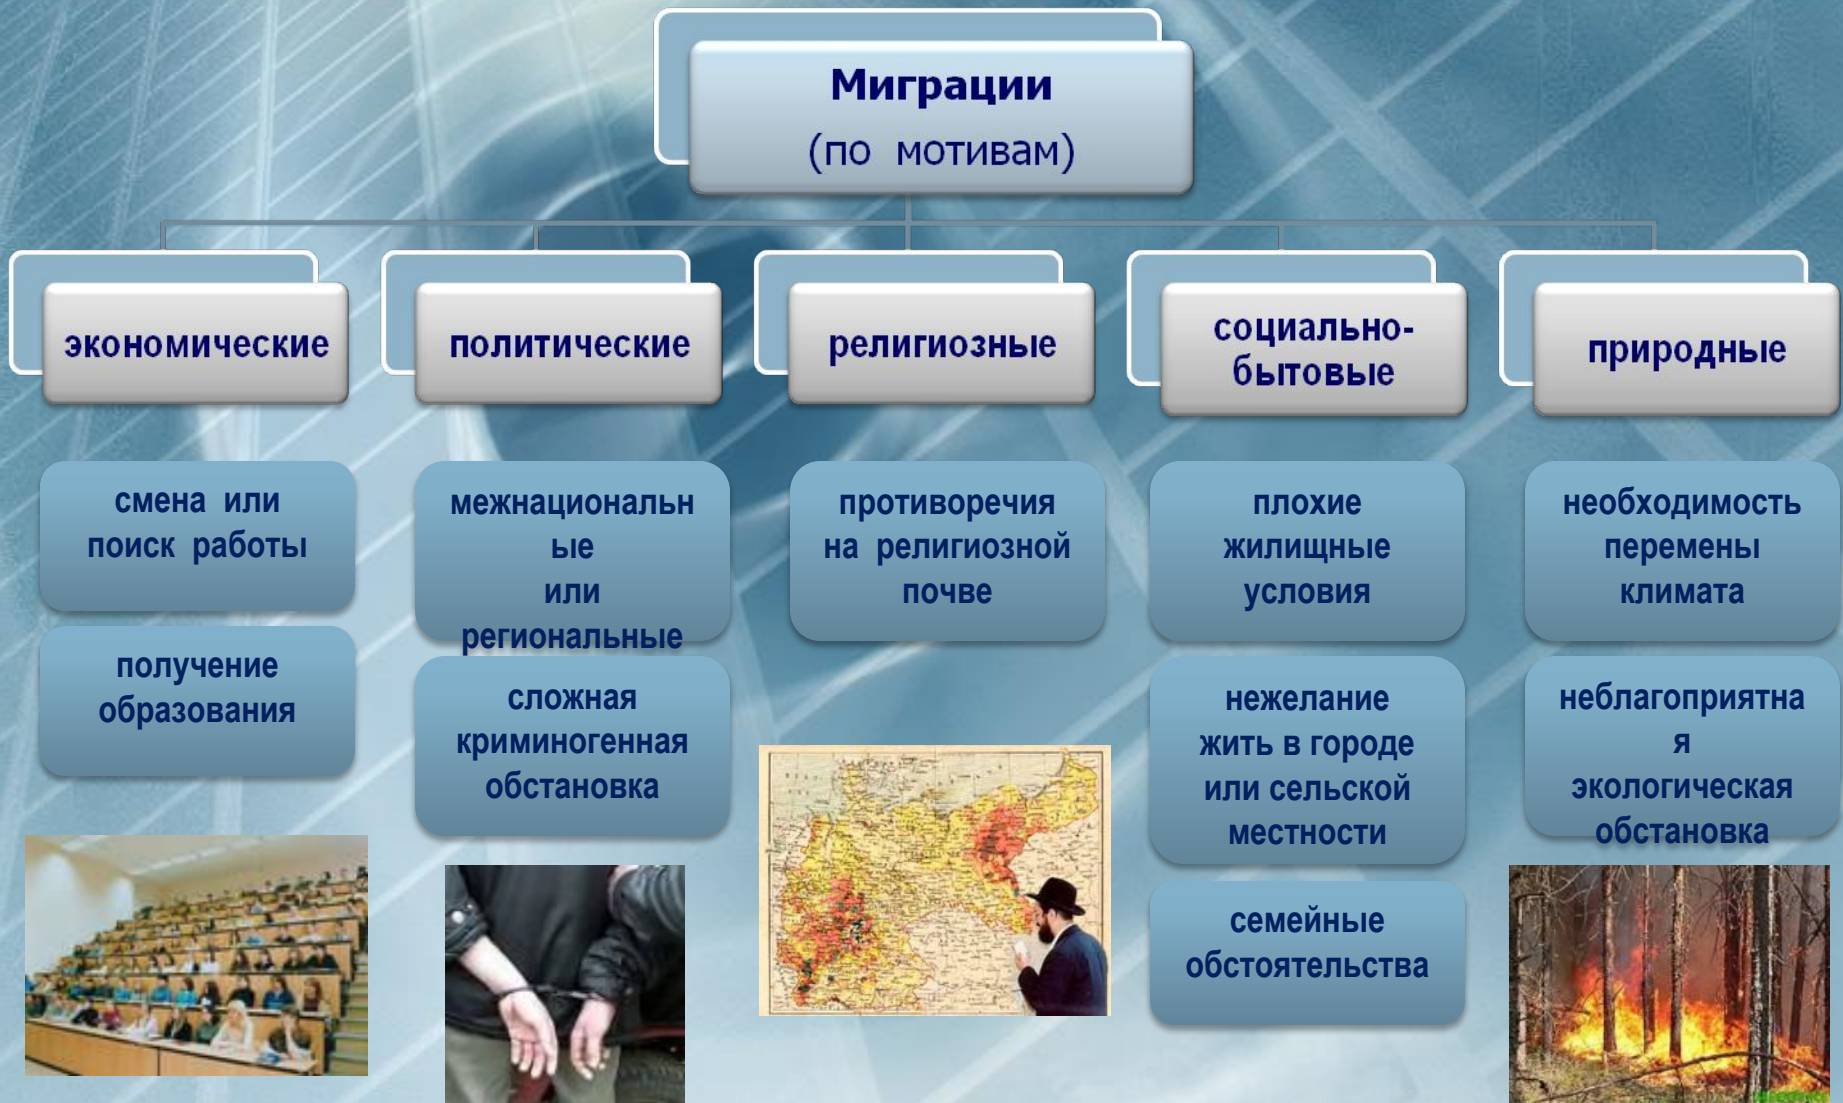 Миграции
(по мотивам)
экономические
политические
религиозные
социально-
бытовые
природные
смена или
поиск работы
получение
образования
межнациональн
ые
или
региональные
сложная
криминогенная
обстановка
противоречия
на религиозной
почве
плохие
жилищные
условия
нежелание
жить в городе
или сельской
местности
семейные
обстоятельства
необходимость
перемены
климата
неблагоприятна
я
экологическая
обстановка